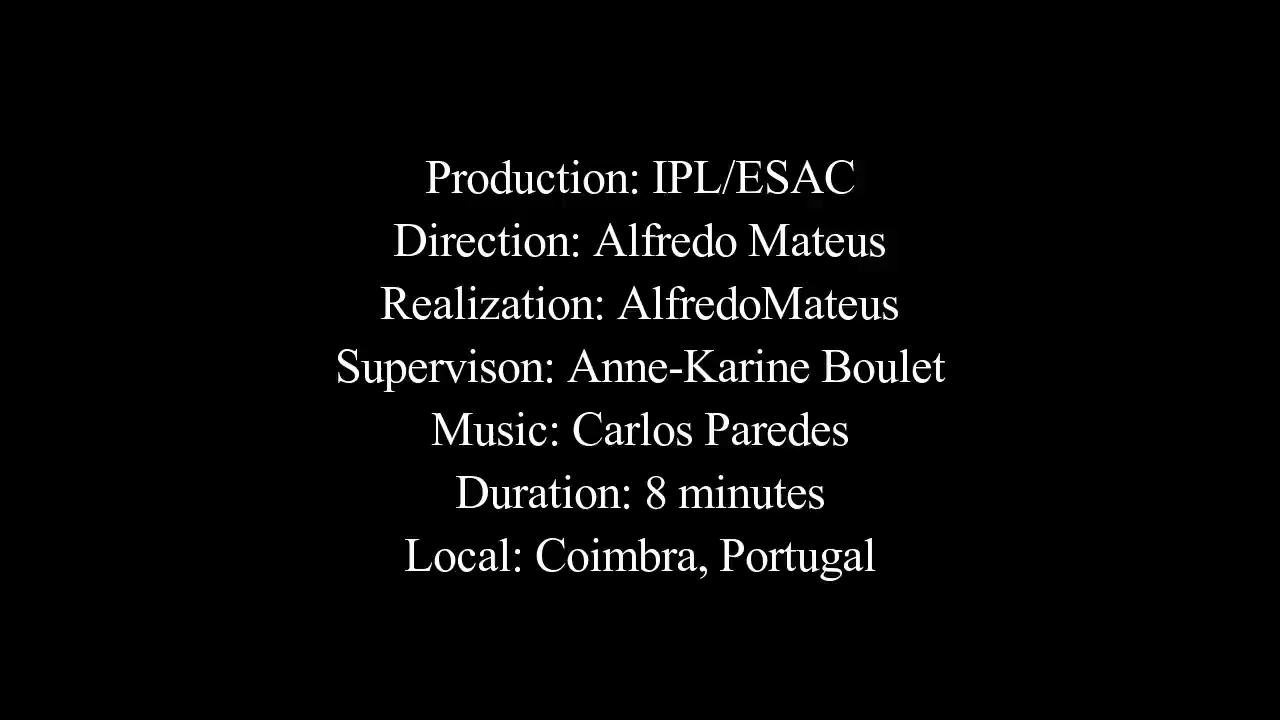 Production: IPL/ESAC
Direction: Alfredo Mateus
Realization: AlfredoMateus
Supervison: Anne-Karine Boulet
Music: Carlos Paredes
Duration: 8 minutes
Local: Coimbra, Portugal